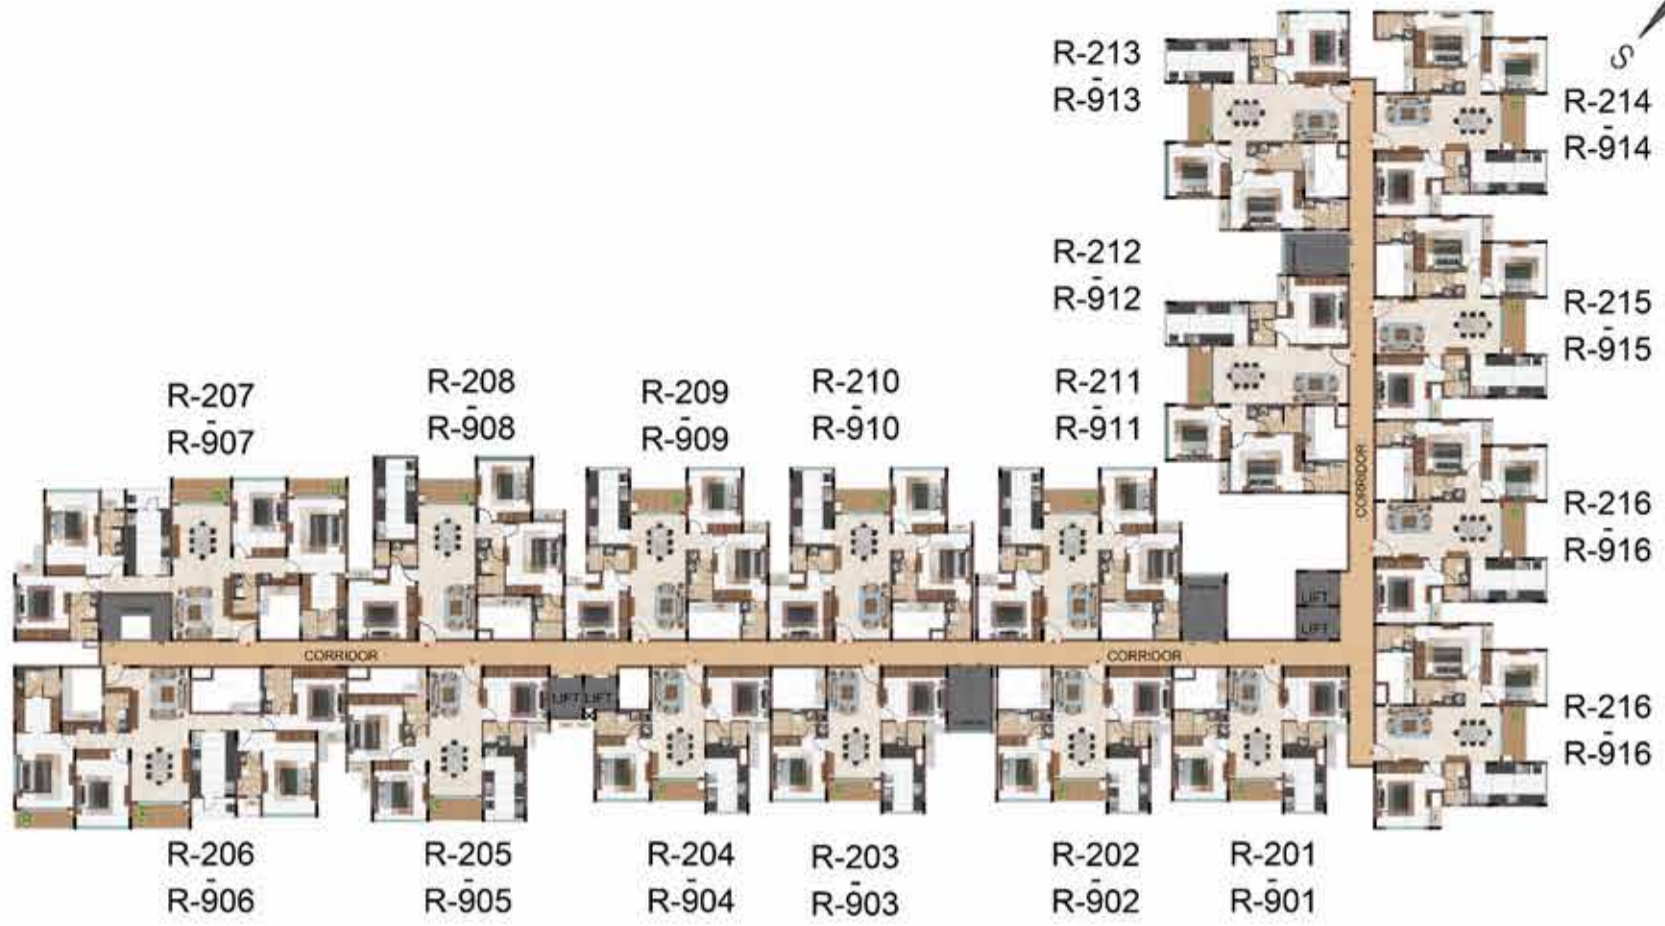 S
R-213
-
R-913
R-214
-
R-914
R-212
-
R-912
R-215
-
R-915
R-207
-
R-907
R-208
-
R-908
R-209
-
R-909
R-210
-
R-910
R-211
-
R-911
CORRIDOR
R-216
-
R-916
LIFT
LIFT
CORRIDOR
CORRIDOR
LIFT LIFT
R-216
-
R-916
R-206
-
R-906
R-205
-
R-905
R-204
-
R-904
R-203
-
R-903
R-202
-
R-902
R-201
-
R-901